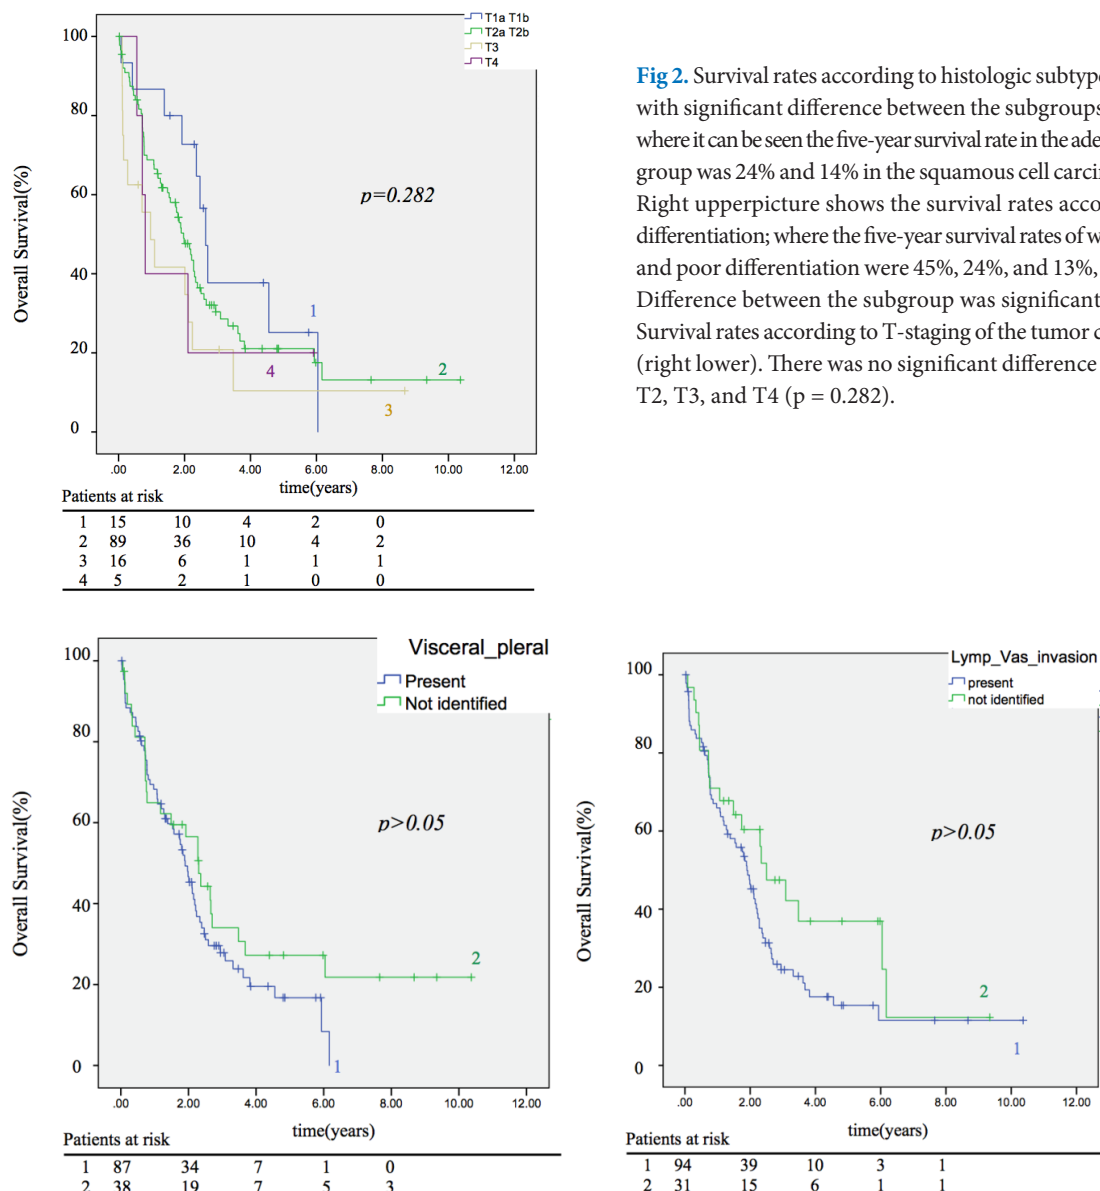 T1a T1b
T2a T2b
T3
T4
100
80
60
40
20
0
Overall Survival(%)
p=0.282
1
2
3
4
.00 2.00 4.00 6.00 8.00 10.00 12.00
time(years)
Patients at risk
1 15 10 4 2 0
2 89 36 10 4 2
3 16 6 1 1 1
4 5 2 1 0 0
Fig 2. Survival rates according to histologic subtype
with significant difference between the subgroups
where it can be seen the five-year survival rate in the ade
group was 24% and 14% in the squamous cell carcin
Right upperpicture shows the survival rates acco
differentiation; where the five-year survival rates of w
and poor differentiation were 45%, 24%, and 13%,
Difference between the subgroup was significant
Survival rates according to T-staging of the tumor c
(right lower). There was no significant difference
T2, T3, and T4 (p = 0.282).
Visceral_pleral
Present
Not identified
100
80
60
40
20
0
Overall Survival(%)
p>0.05
2
1
.00 2.00 4.00 6.00 8.00 10.00 12.00
time(years)
Patients at risk
1 87 34 7 1 0
2 38 19 7 5 3
Lymp_Vas_invasion
present
not identified
100
80
60
40
20
0
Overall Survival(%)
p>0.05
2
1
.00 2.00 4.00 6.00 8.00 10.00 12.00
time(years)
Patients at risk
1 94 39 10 3 1
2 31 15 6 1 1